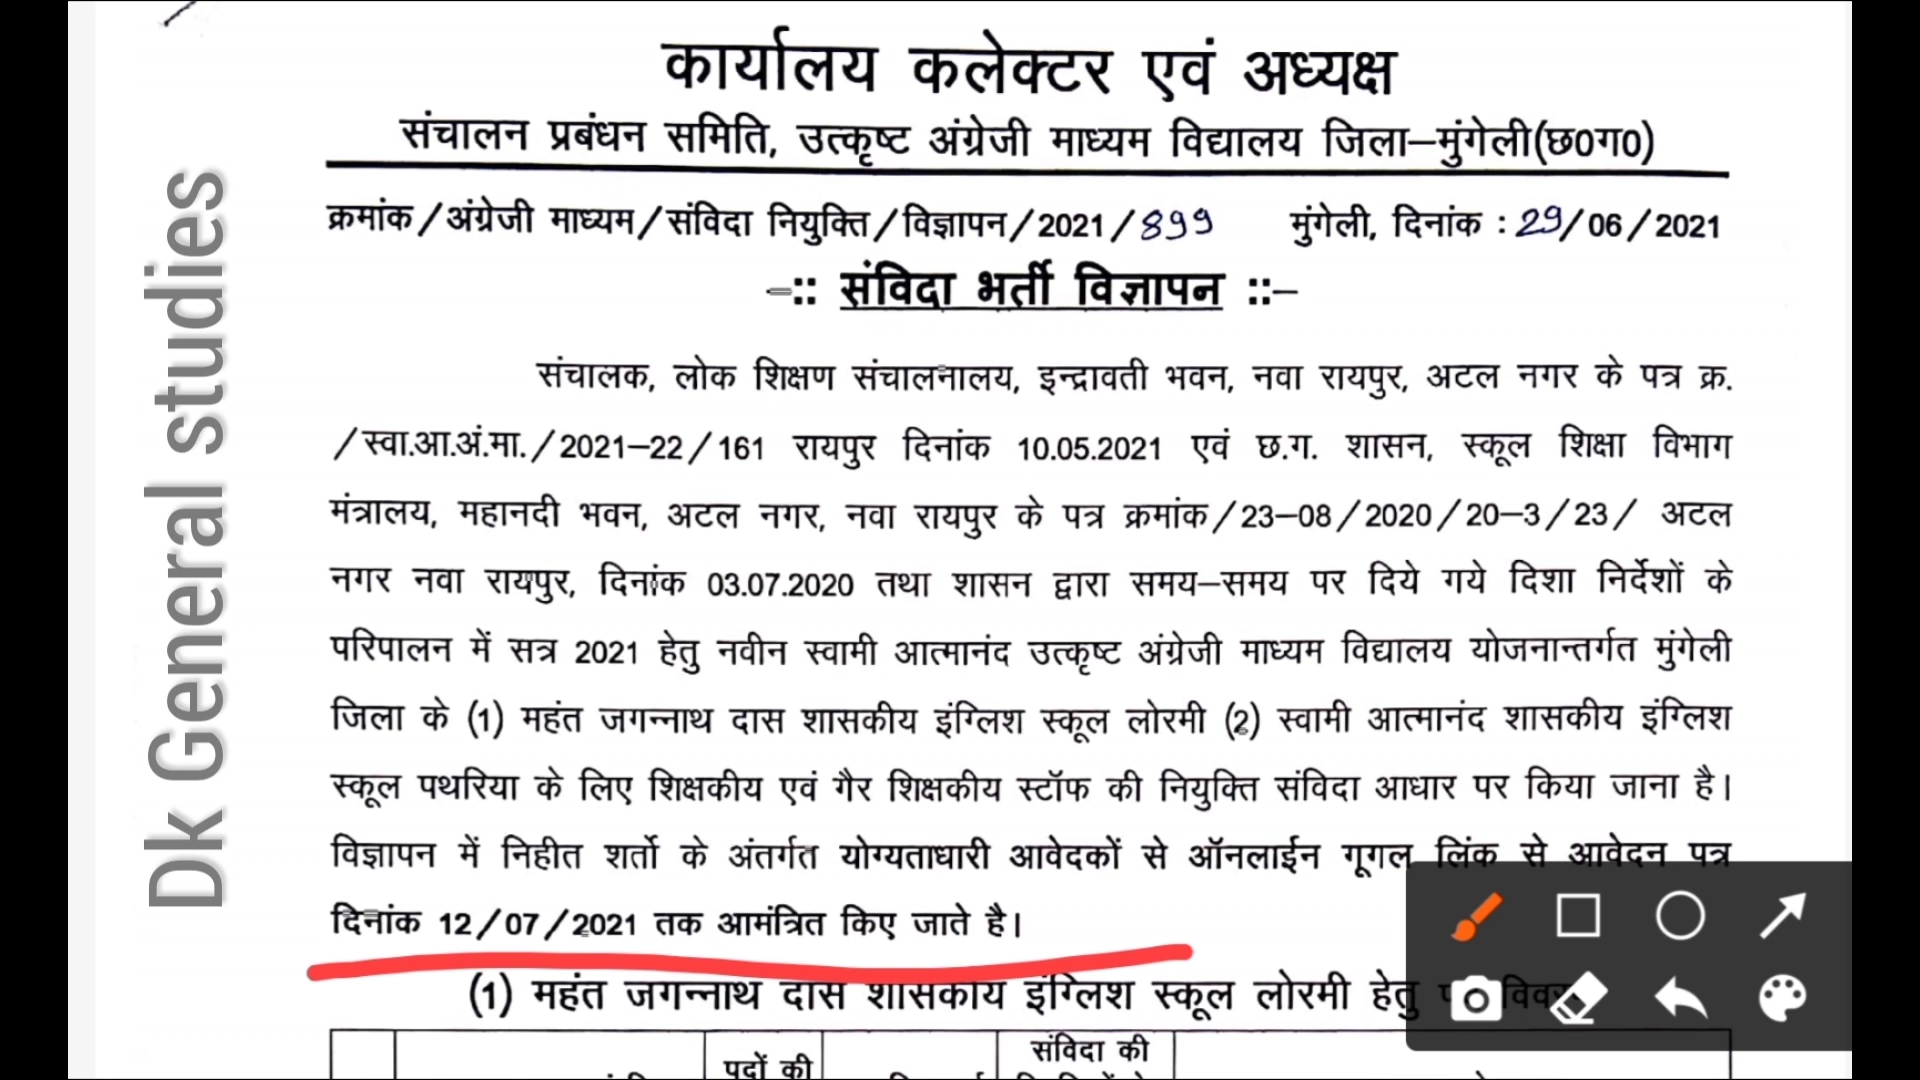 कार्यालय कलेक्टर एवं अध्यक्ष
संचालन प्रबंधन समिति, उत्कृष्ट अंग्रेजी माध्यम विद्यालय जिला–मुंगेली(छ0ग0)
क्रमांक/अंग्रेजी माध्यम/संविदा नियुक्ति/विज्ञापन/2021/899 मुंगेली, दिनांक : 29/06/2021
–:: संविदा भर्ती विज्ञापन ::–
संचालक, लोक शिक्षण संचालनालय, इन्द्रावती भवन, नवा रायपुर, अटल नगर के पत्र क्र.
/स्वा.आ.अं.मा./2021–22/161 रायपुर दिनांक 10.05.2021 एवं छ.ग. शासन, स्कूल शिक्षा विभाग
मंत्रालय, महानदी भवन, अटल नगर, नवा रायपुर के पत्र क्रमांक/23–08/2020/20–3/23/ अटल
नगर नवा रायपुर, दिनांक 03.07.2020 तथा शासन द्वारा समय–समय पर दिये गये दिशा निर्देशों के
परिपालन में सत्र 2021 हेतु नवीन स्वामी आत्मानंद उत्कृष्ट अंग्रेजी माध्यम विद्यालय योजनान्तर्गत मुंगेली
जिला के (1) महंत जगन्नाथ दास शासकीय इंग्लिश स्कूल लोरमी (2) स्वामी आत्मानंद शासकीय इंग्लिश
स्कूल पथरिया के लिए शिक्षकीय एवं गैर शिक्षकीय स्टॉफ की नियुक्ति संविदा आधार पर किया जाना है।
विज्ञापन में निहीत शर्तो के अंतर्गत योग्यताधारी आवेदकों से ऑनलाईन गूगल लिंक से आवेदन पत्र
दिनांक 12/07/2021 तक आमंत्रित किए जाते है।
(1) महंत जगन्नाथ दास शासकीय इंग्लिश स्कूल लोरमी हेतु
पदों की
संविदा की
Dk General studies